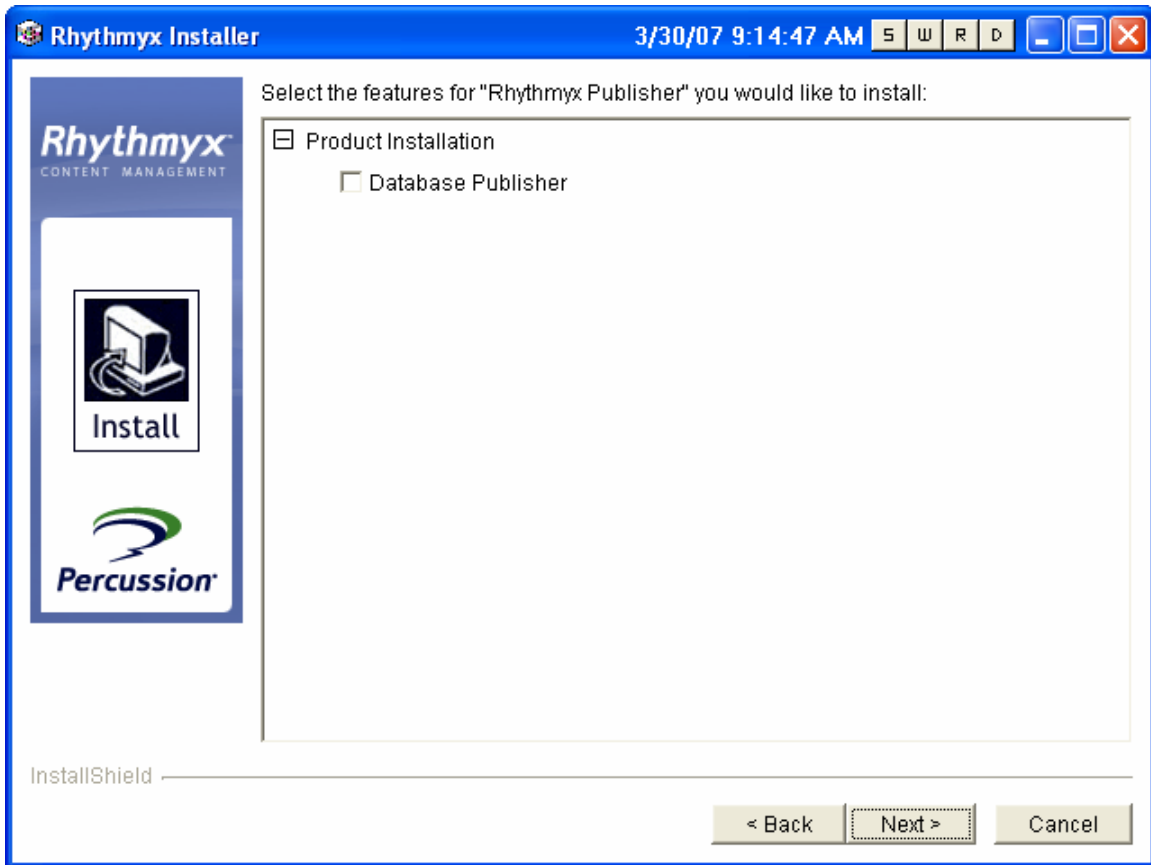 Rhythmyx Installer 3/30/07 9:14:47 AM S W R D
Select the features for "Rhythmyx Publisher" you would like to install:
Rhythmyx
CONTENT MANAGEMENT
Product Installation
Database Publisher
Install
Percussion
InstallShield
< Back Next > Cancel